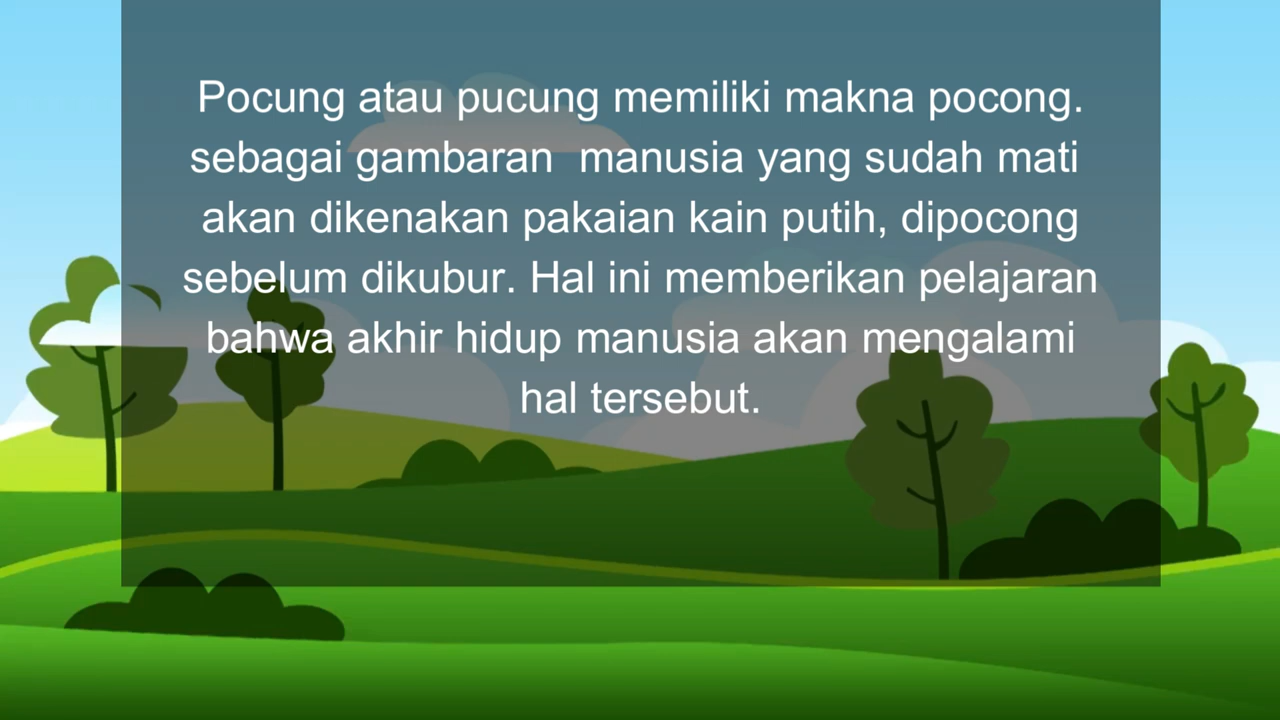 Pocung atau pucung memiliki makna pocong.
sebagai gambaran  manusia yang sudah mati
akan dikenakan pakaian kain putih, dipocong
sebelum dikubur. Hal ini memberikan pelajaran
bahwa akhir hidup manusia akan mengalami
hal tersebut.